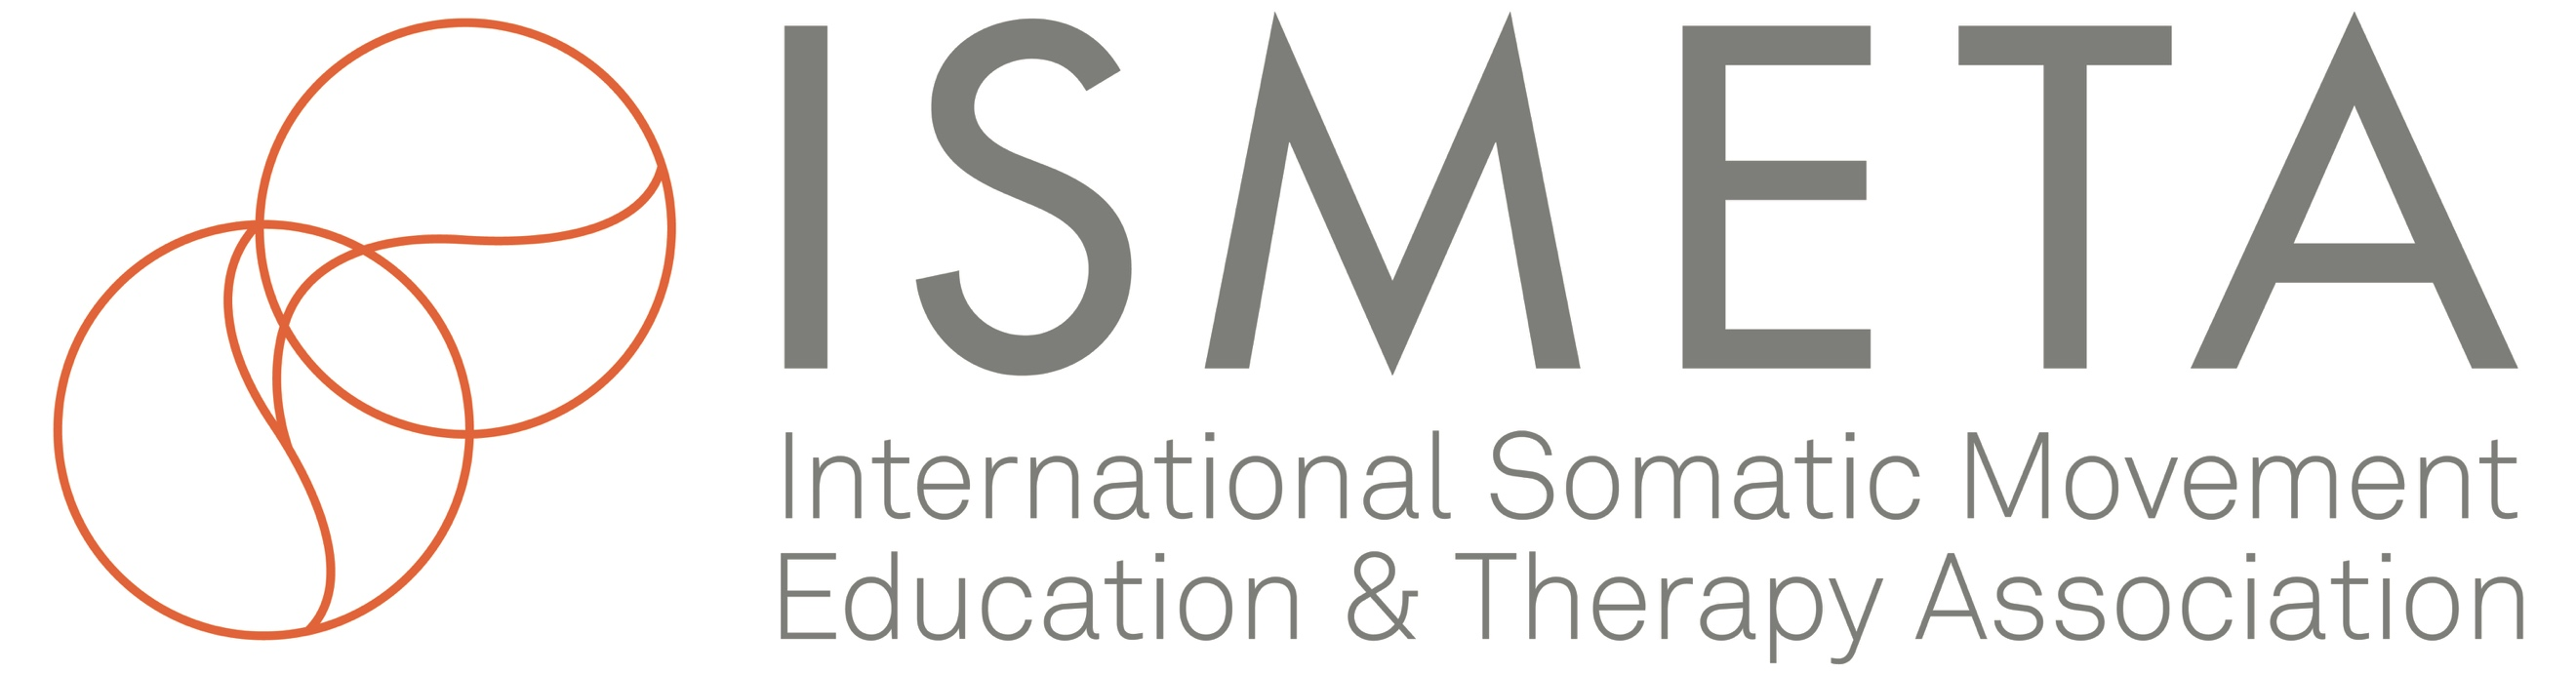 ISMETA
International Somatic Movement
Education & Therapy Association